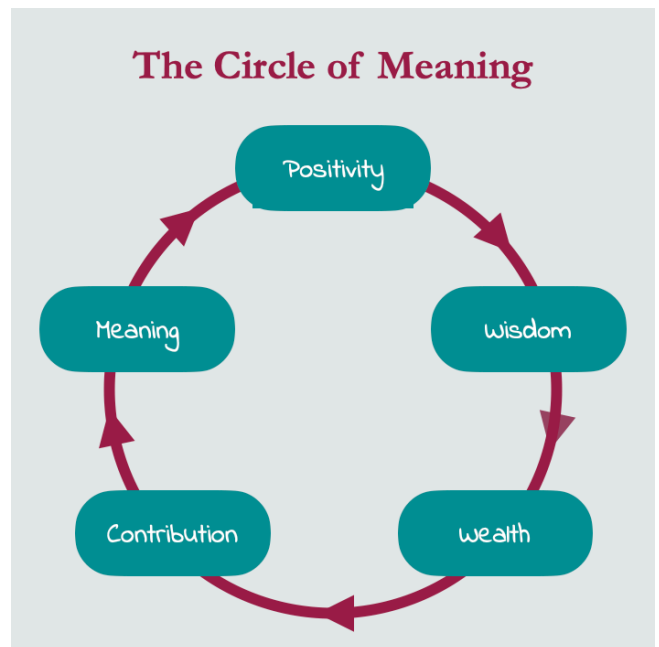 The Circle of Meaning
Positivity
Wisdom
Wealth
Contribution
Meaning